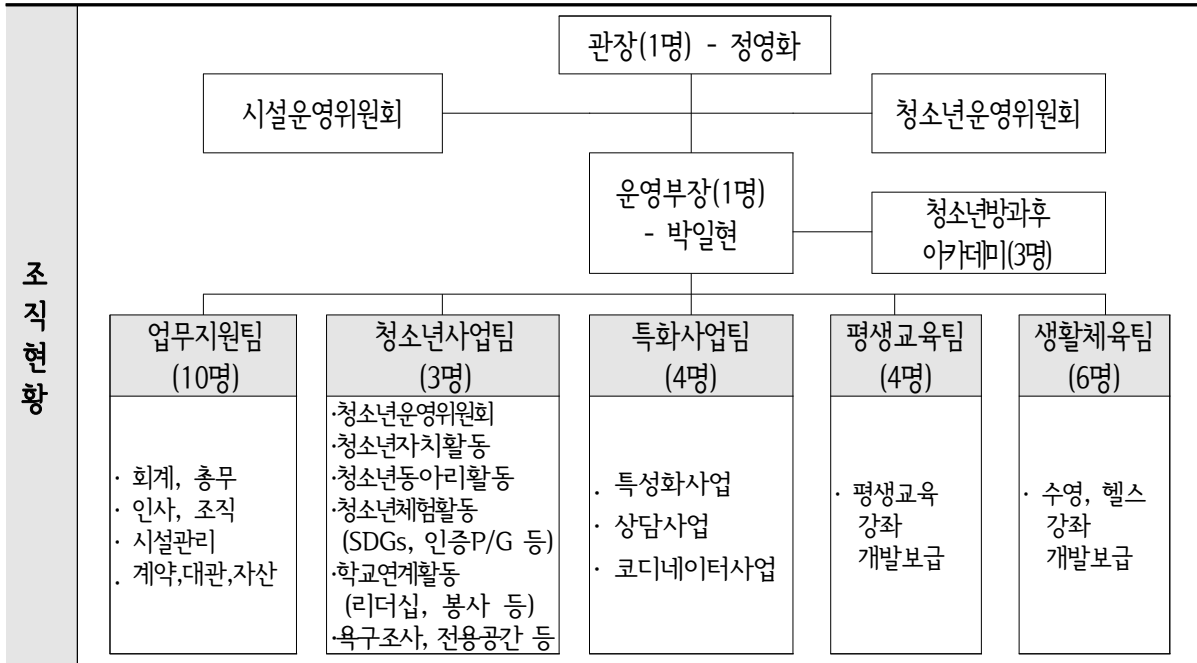 조
직
현
황
관장(1명) - 정영화
시설운영위원회
청소년운영위원회
운영부장(1명)
- 박일현
청소년방과후
아카데미(3명)
업무지원팀
(10명)
· 회계, 총무
· 인사, 조직
· 시설관리
. 계약,대관,자산
청소년사업팀
(3명)
·청소년운영위원회
·청소년자치활동
·청소년동아리활동
·청소년체험활동
(SDGs, 인증P/G 등)
·학교연계활동
(리더십, 봉사 등)
·욕구조사, 전용공간 등
특화사업팀
(4명)
. 특성화사업
· 상담사업
· 코디네이터사업
평생교육팀
(4명)
· 평생교육
강좌
개발보급
생활체육팀
(6명)
· 수영, 헬스
강좌
개발보급